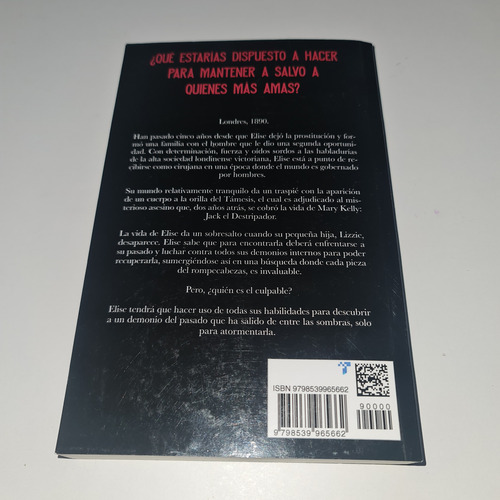 ¿QUÉ ESTARÍAS DISPUESTO A HACER
PARA MANTENER A SALVO A
QUIENES MÁS AMAS?
Londres, 1890.
Han pasado cinco años desde que Elise dejó la prostitución y for-
mó una familia con el hombre que le dio una segunda oportuni-
dad. Con determinación, fuerza y oídos sordos a las habladurías
de la alta sociedad londinense victoriana, Elise está a punto de re-
cibirse como cirujana en una época donde el mundo es gobernado
por hombres.
Su mundo relativamente tranquilo da un traspié con la aparición
de un cuerpo a la orilla del Támesis, el cual es adjudicado al mis-
terioso asesino que, dos años atrás, se cobró la vida de Mary Kelly:
Jack el Destripador.
La vida de Elise da un sobresalto cuando su pequeña hija, Lizzie,
desaparece. Elise sabe que para encontrarla deberá enfrentarse a
su pasado y luchar contra todos sus demonios internos para poder
recuperarla, sumergiéndose así en una búsqueda donde cada pieza
del rompecabezas, es invaluable.
Pero, ¿quién es el culpable?
Elise tendrá que hacer uso de todas sus habilidades para descubrir
a un demonio del pasado que ha salido de entre las sombras, solo
para atormentarla.
ISBN 9798539965662
90000
9 798539 965662